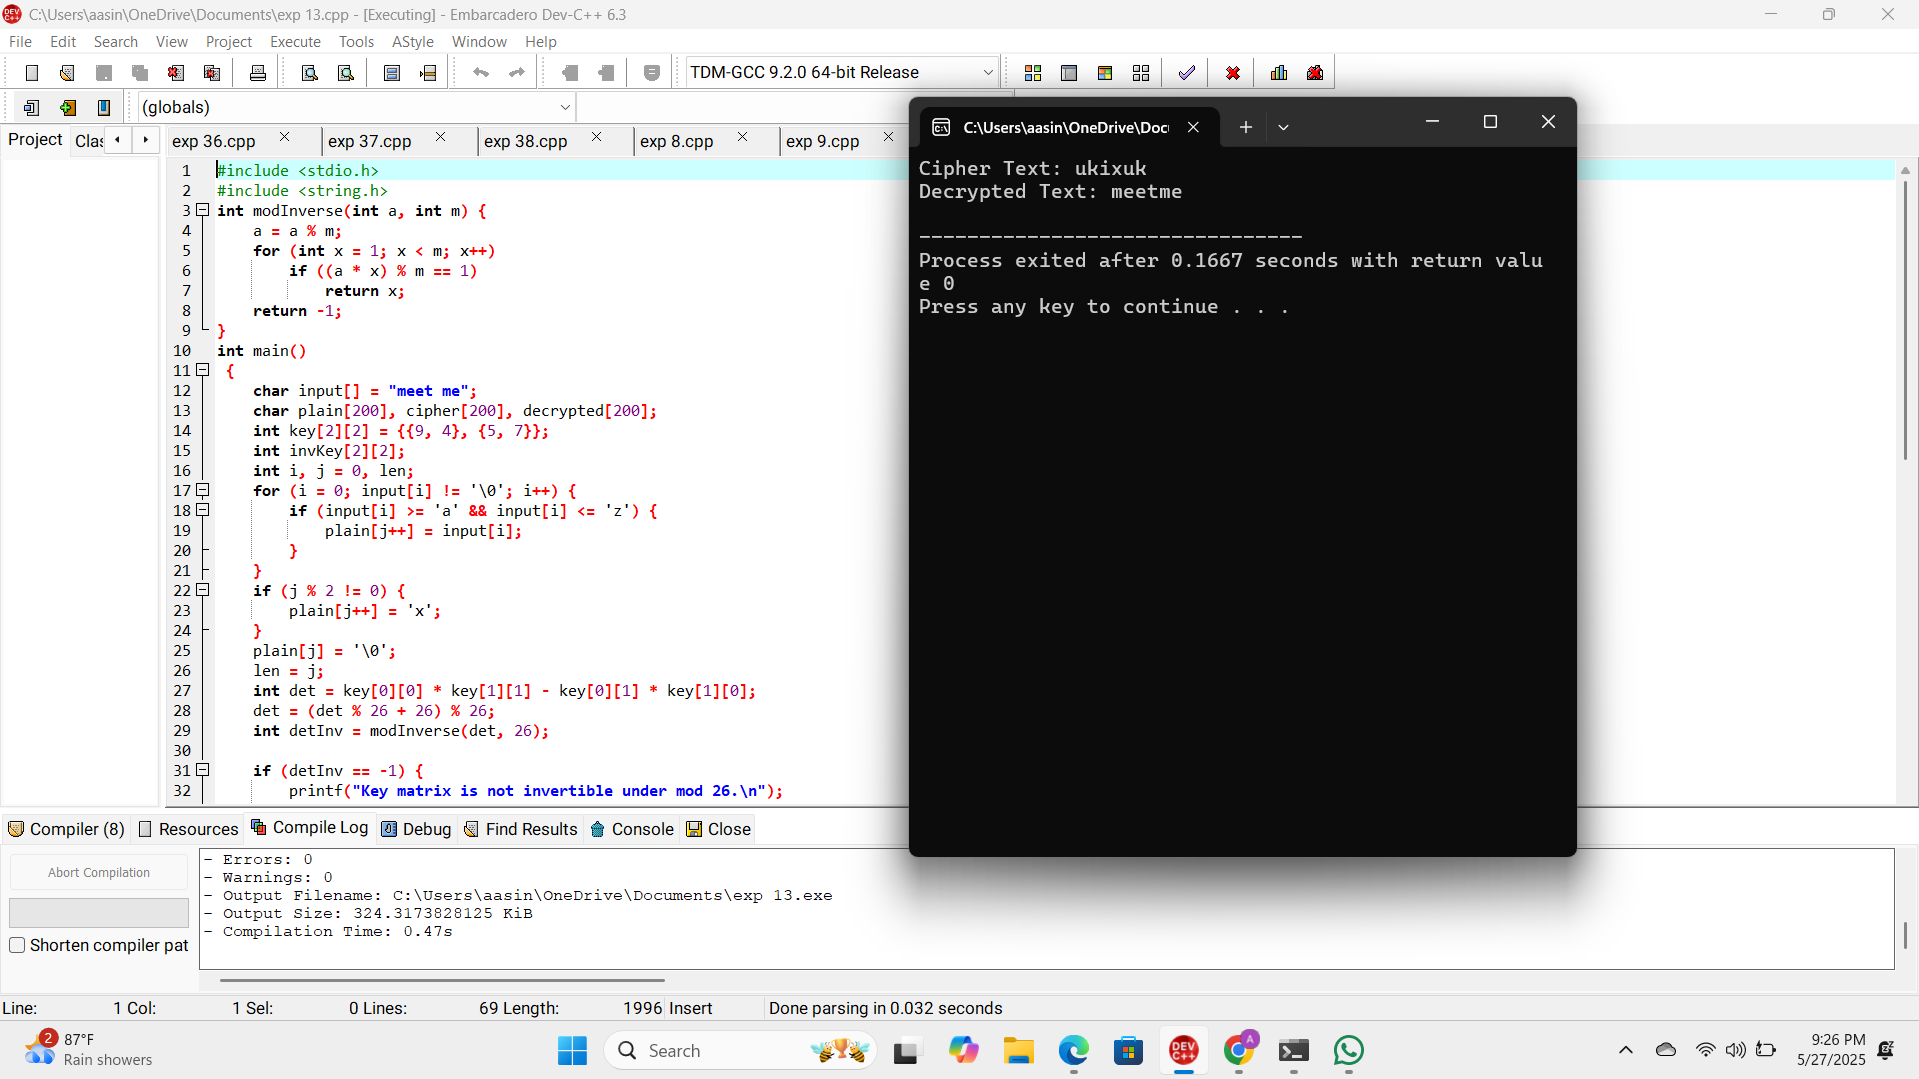 C:\Users\aasin\OneDrive\Documents\exp 13.cpp - [Executing] - Embarcadero Dev-C++ 6.3
File Edit Search View Project Execute Tools AStyle Window Help
TDM-GCC 9.2.0 64-bit Release
(globals)
Project Clas exp 36.cpp exp 37.cpp exp 38.cpp exp 8.cpp exp 9.cpp
1 #include <stdio.h>
2 #include <string.h>
3 int modInverse(int a, int m) {
4 a = a % m;
5 for (int x = 1; x < m; x++)
6 if ((a * x) % m == 1)
7 return x;
8 return -1;
9 }
10 int main()
11 {
12 char input[] = "meet me";
13 char plain[200], cipher[200], decrypted[200];
14 int key[2][2] = {{9, 4}, {5, 7}};
15 int invKey[2][2];
16 int i, j = 0, len;
17 for (i = 0; input[i] != '\0'; i++) {
18 if (input[i] >= 'a' && input[i] <= 'z') {
19 plain[j++] = input[i];
20 }
21 }
22 if (j % 2 != 0) {
23 plain[j++] = 'x';
24 }
25 plain[j] = '\0';
26 len = j;
27 int det = key[0][0] * key[1][1] - key[0][1] * key[1][0];
28 det = (det % 26 + 26) % 26;
29 int detInv = modInverse(det, 26);
30
31 if (detInv == -1) {
32 printf("Key matrix is not invertible under mod 26.\n");
C:\Users\aasin\OneDrive\Doc
Cipher Text: ukixuk
Decrypted Text: meetme
--------------------------------
Process exited after 0.1667 seconds with return valu
e 0
Press any key to continue . . .
Compiler (8) Resources Compile Log Debug Find Results Console Close
Abort Compilation
Shorten compiler pat
- Errors: 0
- Warnings: 0
- Output Filename: C:\Users\aasin\OneDrive\Documents\exp 13.exe
- Output Size: 324.3173828125 KiB
- Compilation Time: 0.47s
Line: 1 Col: 1 Sel: 0 Lines: 69 Length: 1996 Insert Done parsing in 0.032 seconds
2
87°F
Rain showers
Search
DEV C++
A
9:26 PM
5/27/2025